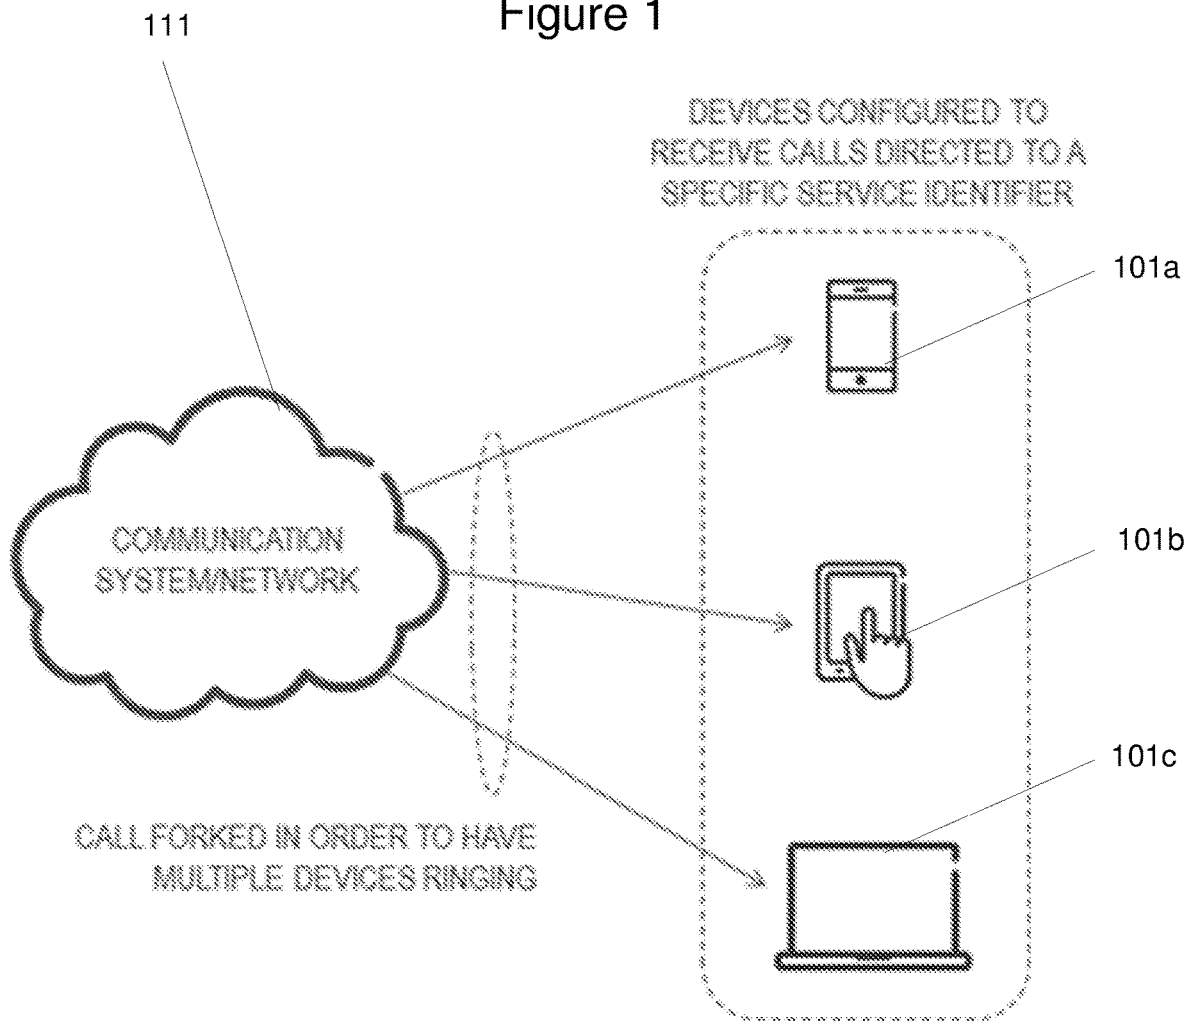 Figure 1
111
DEVICES CONFIGURED TO
RECEIVE CALLS DIRECTED TO A
SPECIFIC SERVICE IDENTIFIER
101a
COMMUNICATION
SYSTEM/NETWORK
101b
101c
CALL FORKED IN ORDER TO HAVE
MULTIPLE DEVICES RINGING